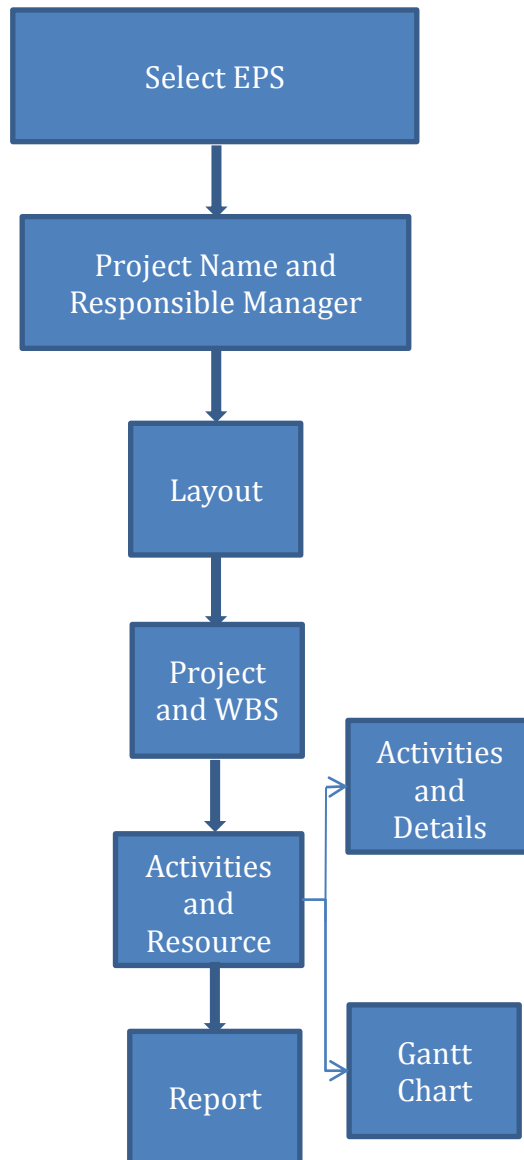 Select EPS
Project Name and
Responsible Manager
Layout
Project
and WBS
Activities
and
Details
Activities
and
Resource
Gantt
Chart
Report